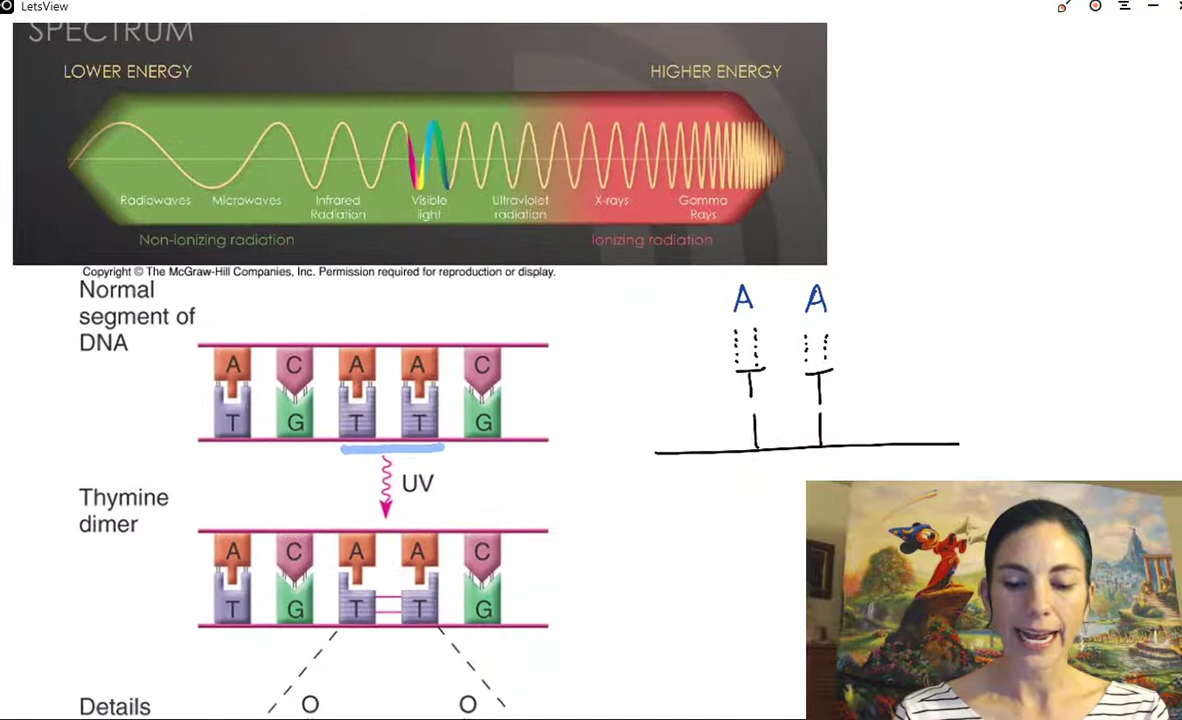 LetsView
SPECTRUM
LOWER ENERGY
HIGHER ENERGY
Radiowaves
Microwaves
Infrared
Radiation
Visible
light
Ultraviolet
radiation
X-rays
Gamma
Rays
Non-ionizing radiation
Ionizing radiation
Copyright © The McGraw-Hill Companies, Inc. Permission required for reproduction or display.
Normal
segment of
DNA
A C A A C
T G T T G
A A
T T
UV
Thymine
dimer
A C A A C
T G T T G
Details
O O